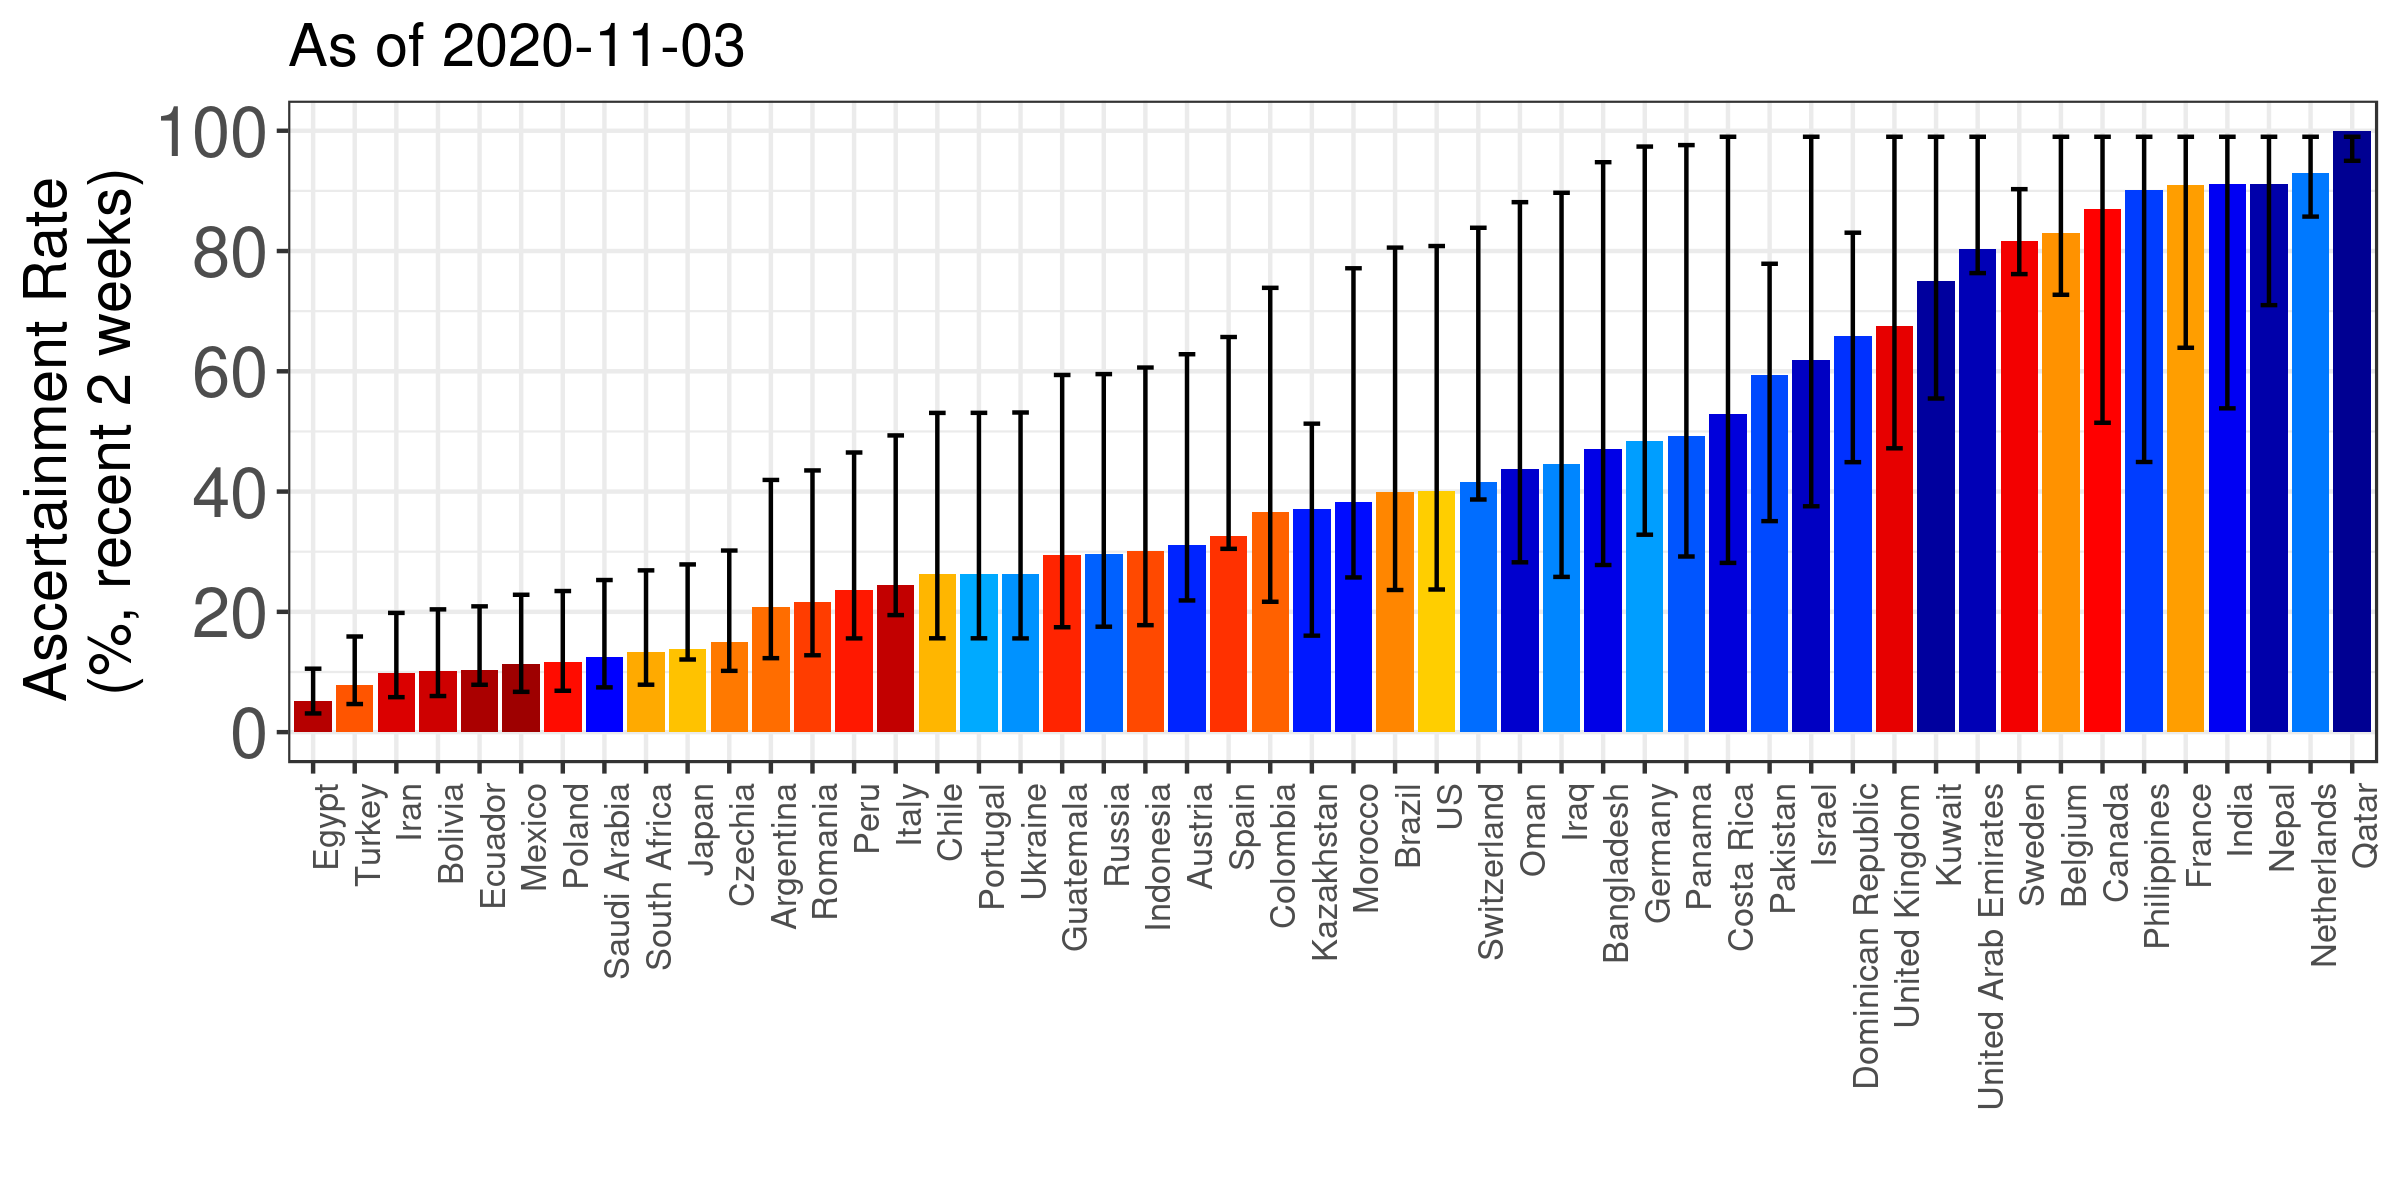 As of 2020-11-03
Ascertainment Rate
(%, recent 2 weeks)
100
80
60
40
20
0
Egypt
Turkey
Iran
Bolivia
Ecuador
Mexico
Poland
Saudi Arabia
South Africa
Japan
Czechia
Argentina
Romania
Peru
Italy
Chile
Portugal
Ukraine
Guatemala
Russia
Indonesia
Austria
Spain
Colombia
Kazakhstan
Morocco
Brazil
US
Switzerland
Oman
Iraq
Bangladesh
Germany
Panama
Costa Rica
Pakistan
Israel
Dominican Republic
United Kingdom
Kuwait
United Arab Emirates
Sweden
Belgium
Canada
Philippines
France
India
Nepal
Netherlands
Qatar